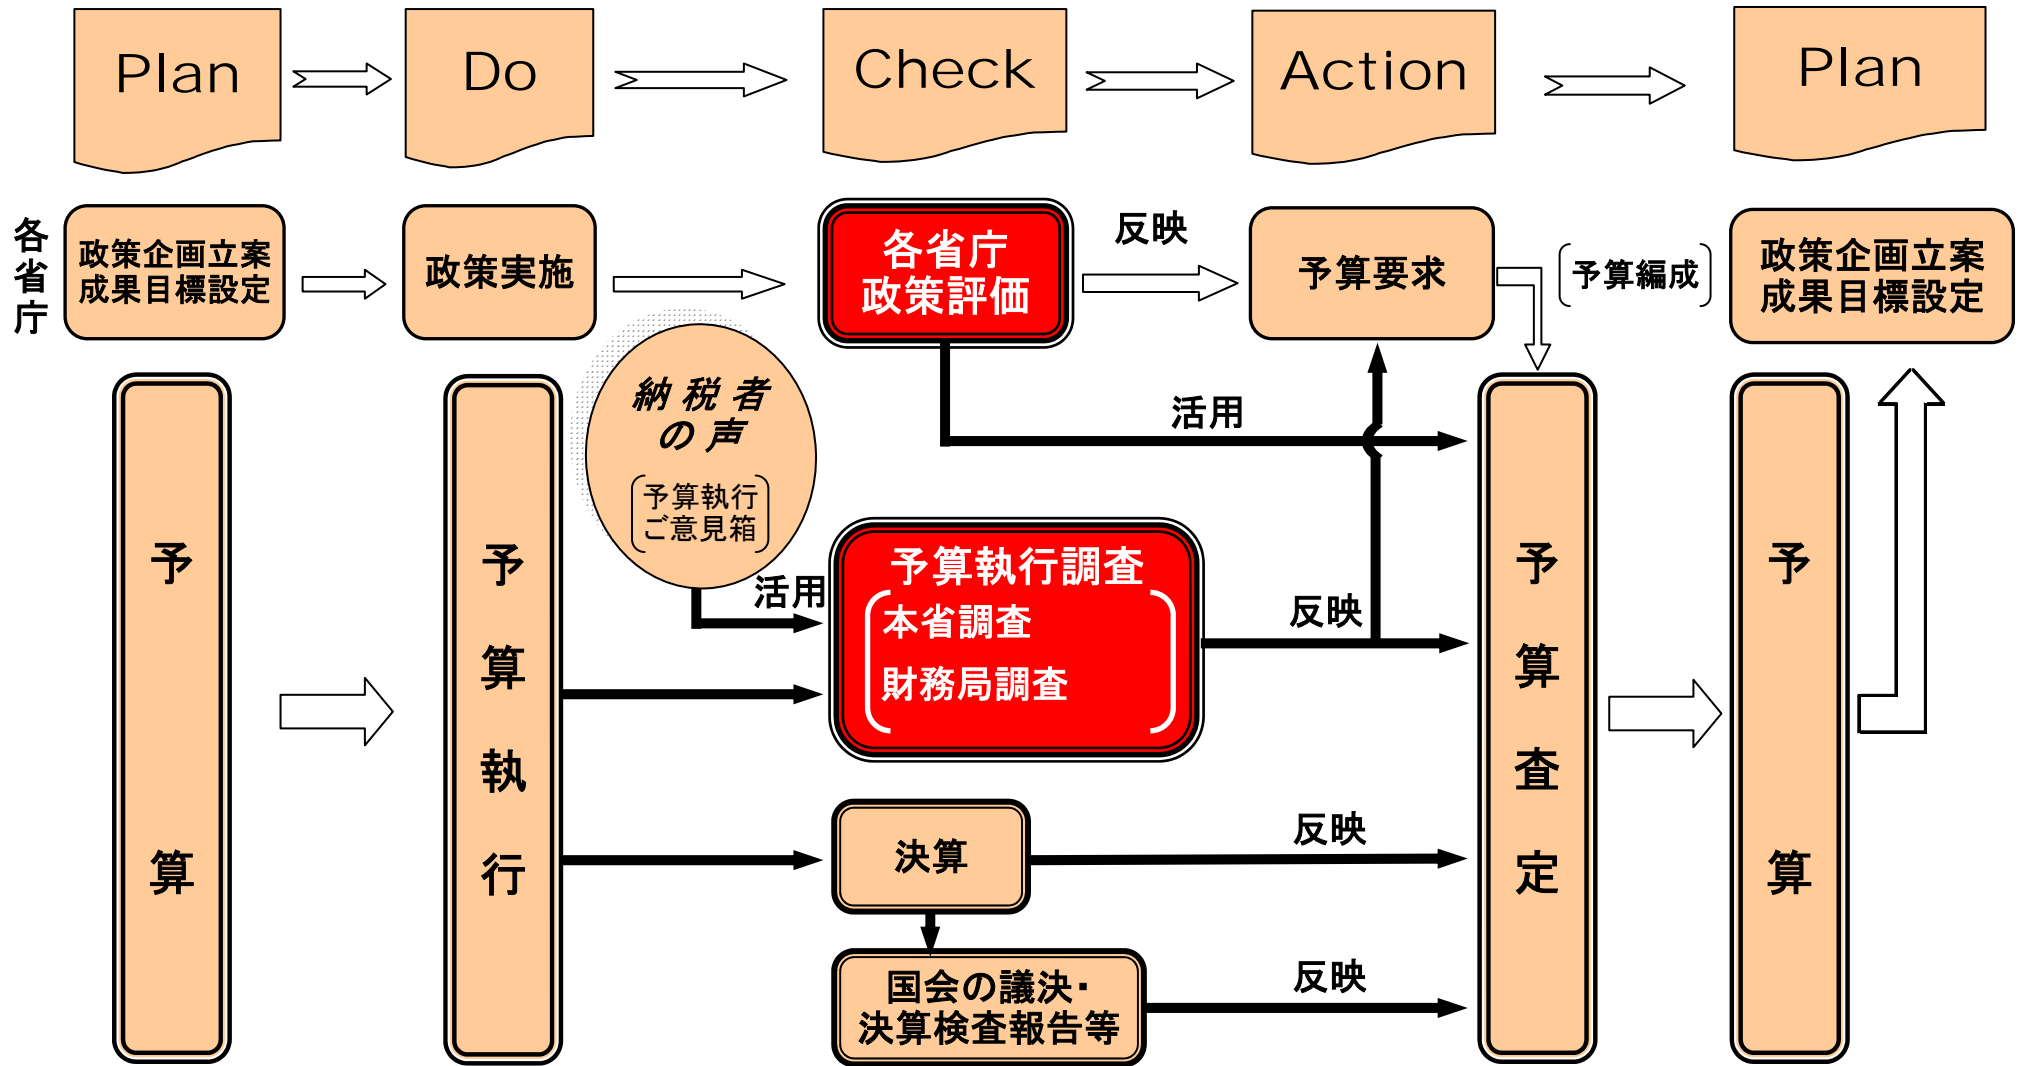 Plan
Do
Check
Action
Plan
各省庁
政策企画立案
成果目標設定
政策実施
各省庁
政策評価
反映
予算要求
予算編成
政策企画立案
成果目標設定
納税者
の声
予算執行
ご意見箱
活用
活用
予算
予算執行
予算執行調査
本省調査
財務局調査
反映
予算査定
予算
決算
反映
国会の議決・
決算検査報告等
反映